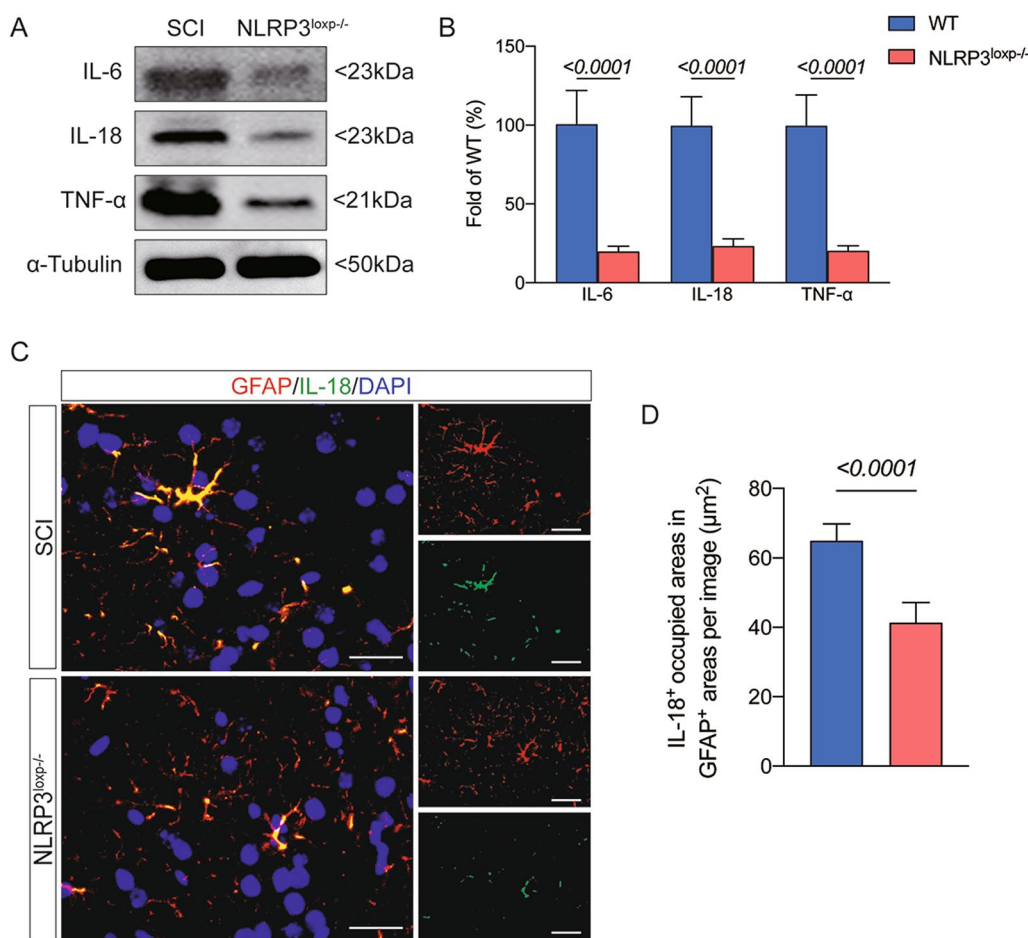 A
SCI NLRP3loxp-/-
IL-6 <23kDa
IL-18 <23kDa
TNF-α <21kDa
α-Tubulin <50kDa
B
WT
NLRP3loxp-/-
Fold of WT (%)
150
100
50
0
<0.0001 <0.0001 <0.0001
IL-6 IL-18 TNF-α
C
GFAP/IL-18/DAPI
SCI
NLRP3loxp-/-
D
<0.0001
IL-18+ occupied areas in
GFAP+ areas per image (μm2)
80
60
40
20
0